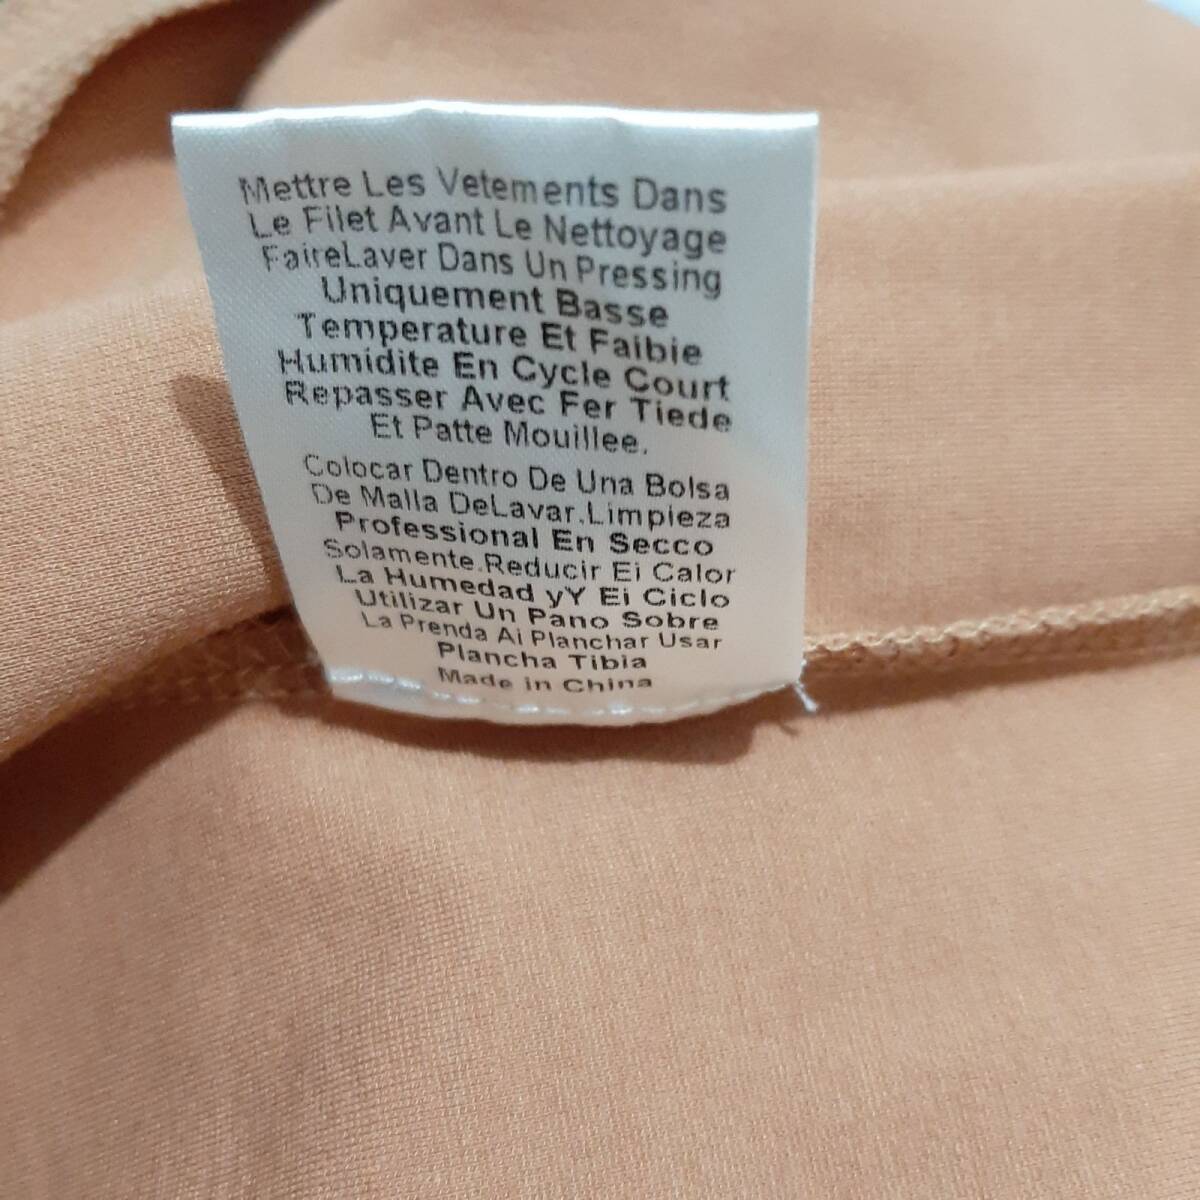 Mettre Les Vetements Dans
Le Filet Avant Le Nettoyage
FaireLaver Dans Un Pressing
Uniquement Basse
Temperature Et Faibie
Humidite En Cycle Court
Repasser Avec Fer Tiede
Et Patte Mouillee.
Colocar Dentro De Una Bolsa
De Malla DeLavar.Limpieza
Professional En Secco
Solamente.Reducir Ei Calor
La Humedad yY Ei Ciclo
Utilizar Un Pano Sobre
La Prenda Ai Planchar Usar
Plancha Tibia
Made in China